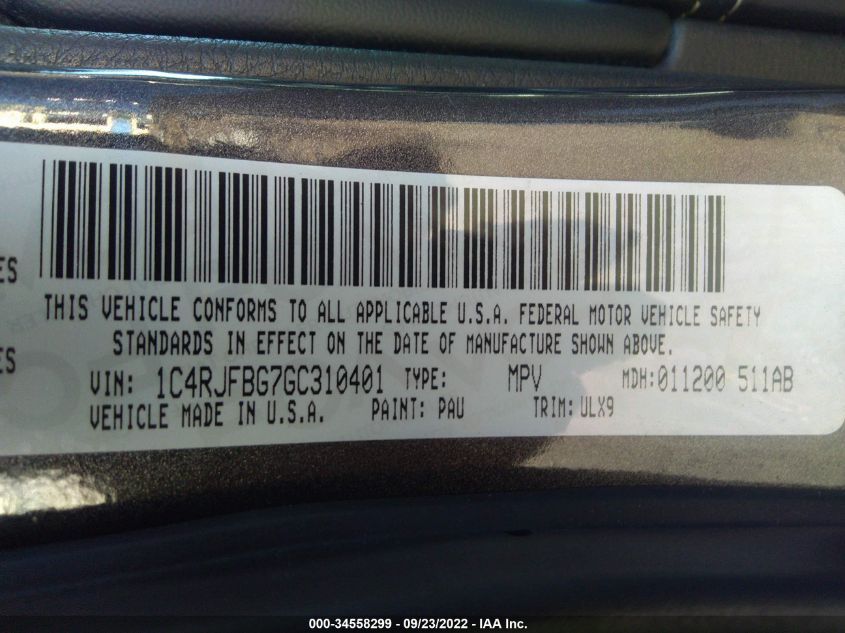 ES
THIS VEHICLE CONFORMS TO ALL APPLICABLE U.S.A. FEDERAL MOTOR VEHICLE SAFETY
STANDARDS IN EFFECT ON THE DATE OF MANUFACTURE SHOWN ABOVE.
ES
VIN: 1C4RJFBG7GC310401 TYPE: MPV MDH:011200 511AB
VEHICLE MADE IN U.S.A. PAINT: PAU TRIM: ULX9
000-34558299 - 09/23/2022 - IAA Inc.